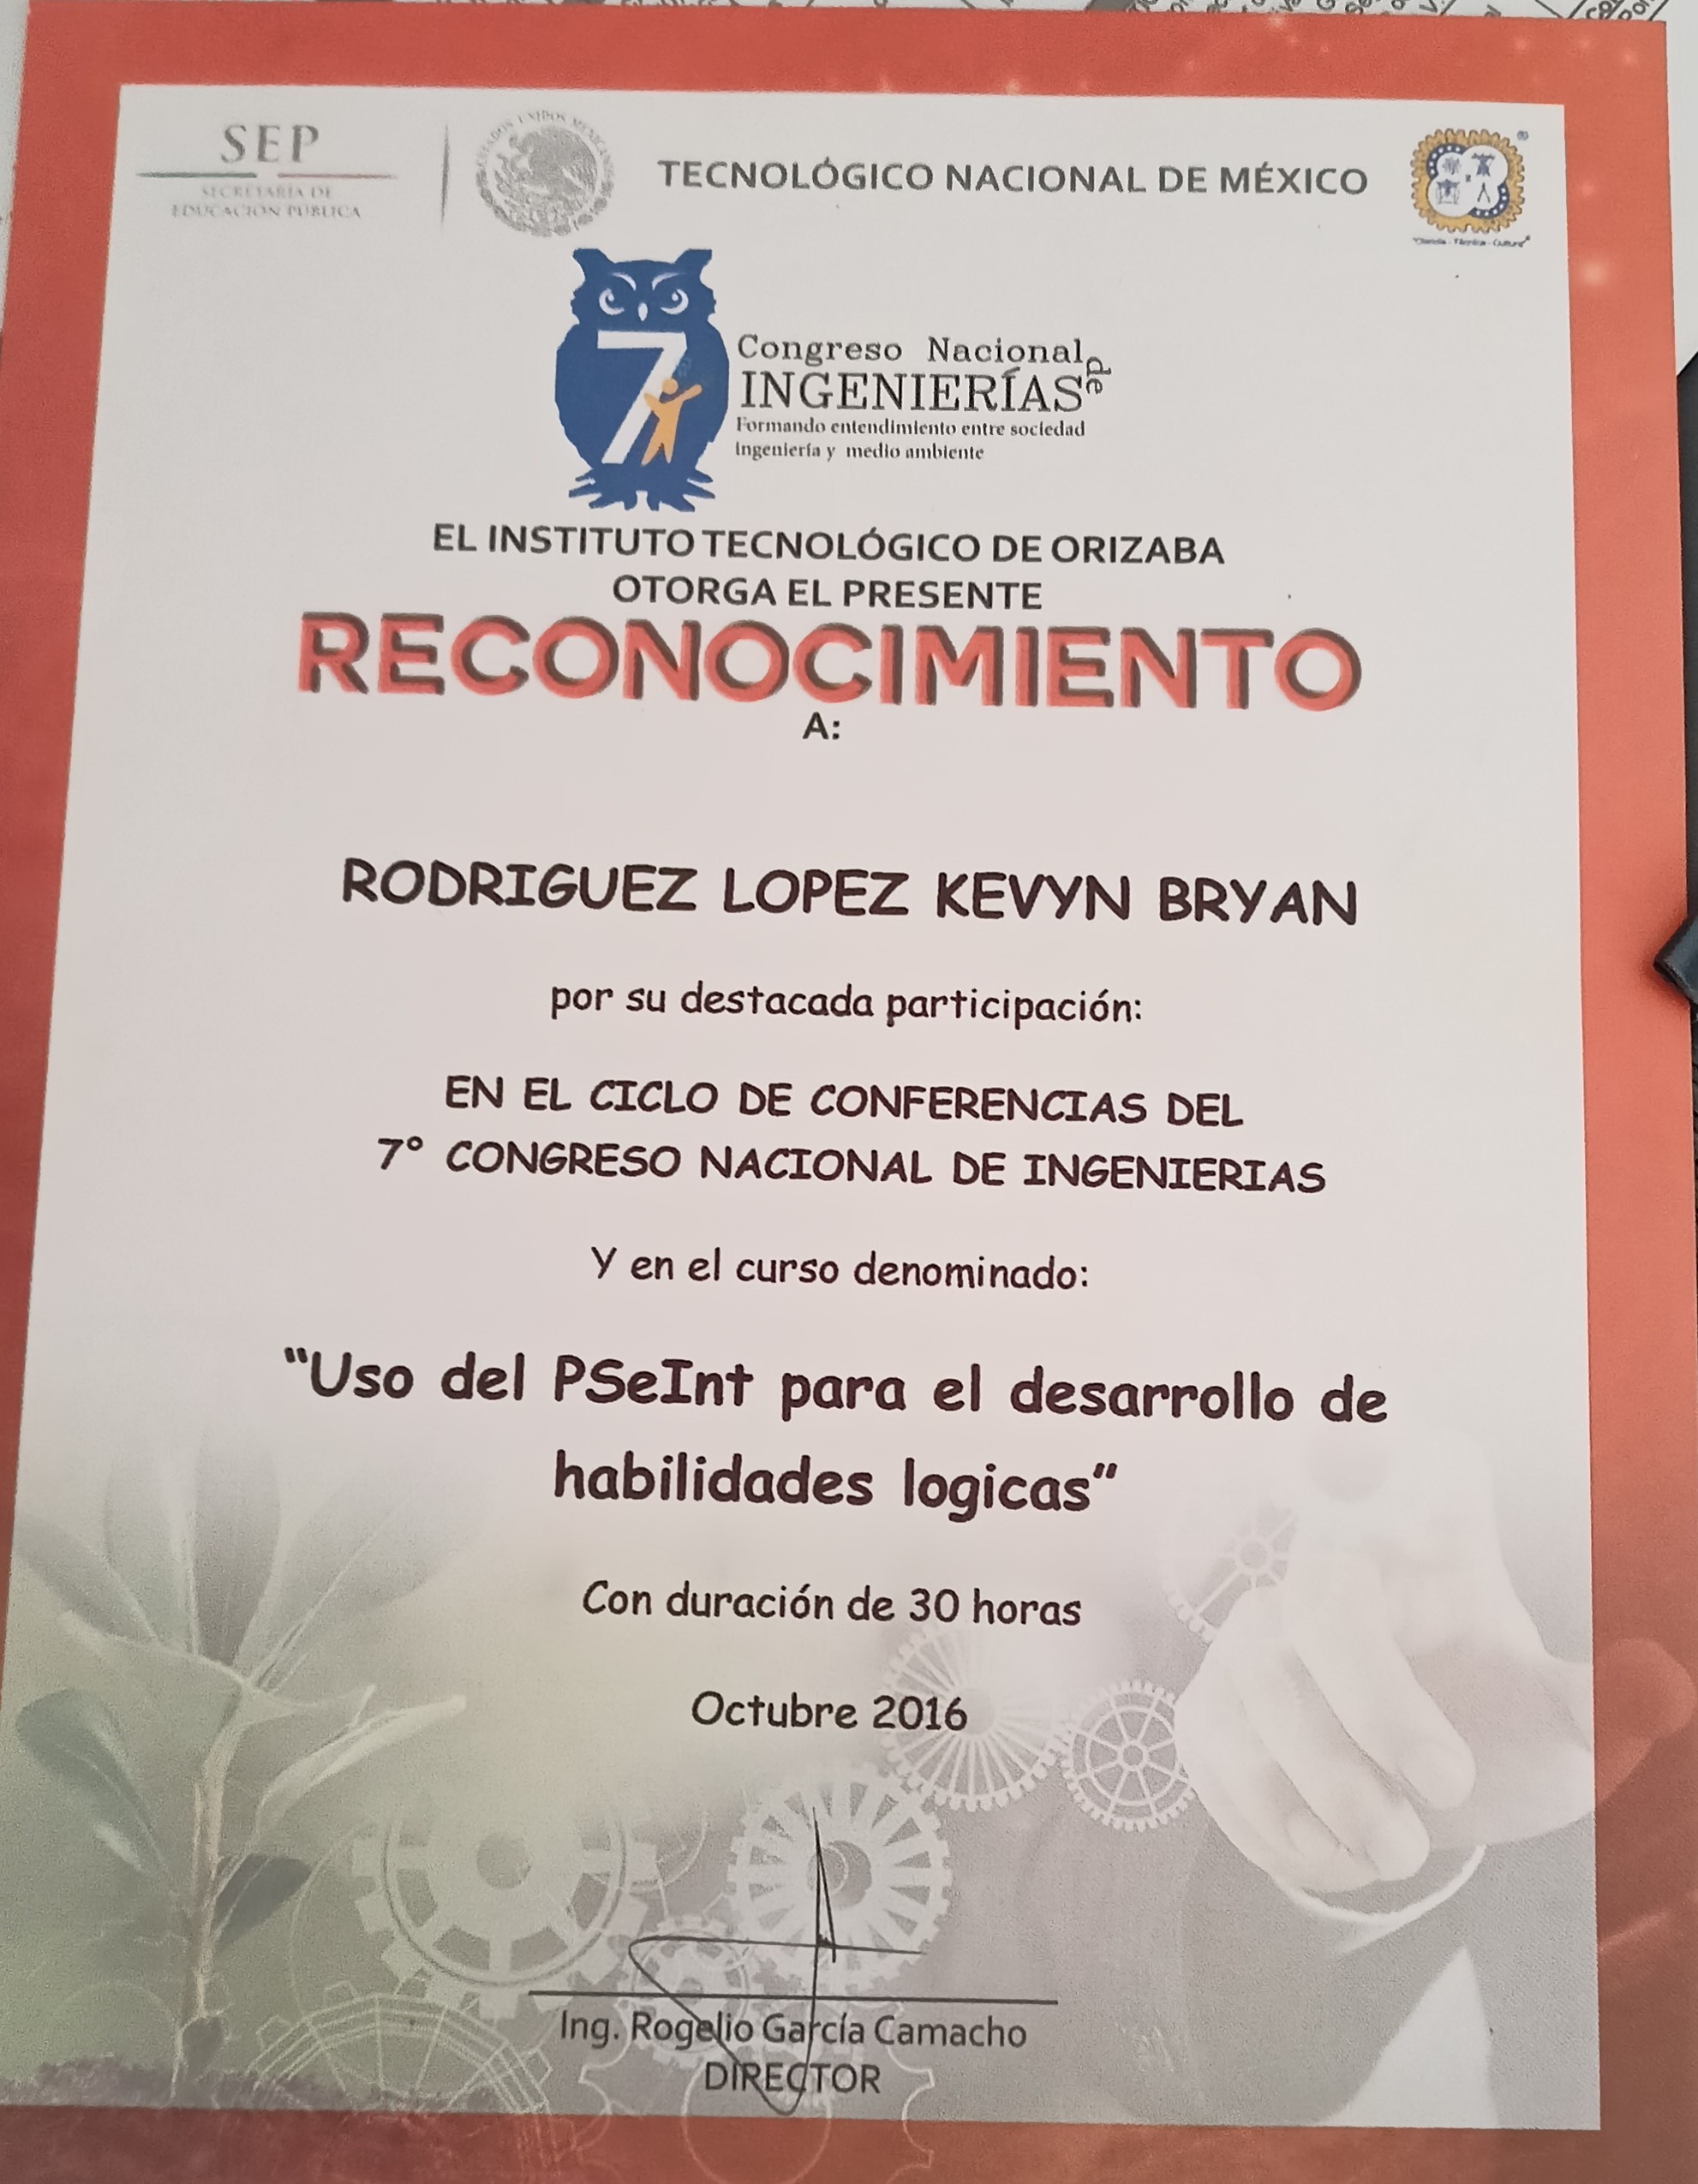 SEP
SECRETARÍA DE
EDUCACIÓN PÚBLICA
ESTADOS UNIDOS MEXICANOS
TECNOLÓGICO NACIONAL DE MÉXICO
"Ciencia - Técnica - Cultura"
7
Congreso Nacional de
INGENIERÍAS
Formando entendimiento entre sociedad
ingeniería y medio ambiente
EL INSTITUTO TECNOLÓGICO DE ORIZABA
OTORGA EL PRESENTE
RECONOCIMIENTO
A:
RODRIGUEZ LOPEZ KEVYN BRYAN
por su destacada participación:
EN EL CICLO DE CONFERENCIAS DEL
7° CONGRESO NACIONAL DE INGENIERIAS
Y en el curso denominado:
"Uso del PSeInt para el desarrollo de
habilidades logicas"
Con duración de 30 horas
Octubre 2016
Ing. Rogelio García Camacho
DIRECTOR